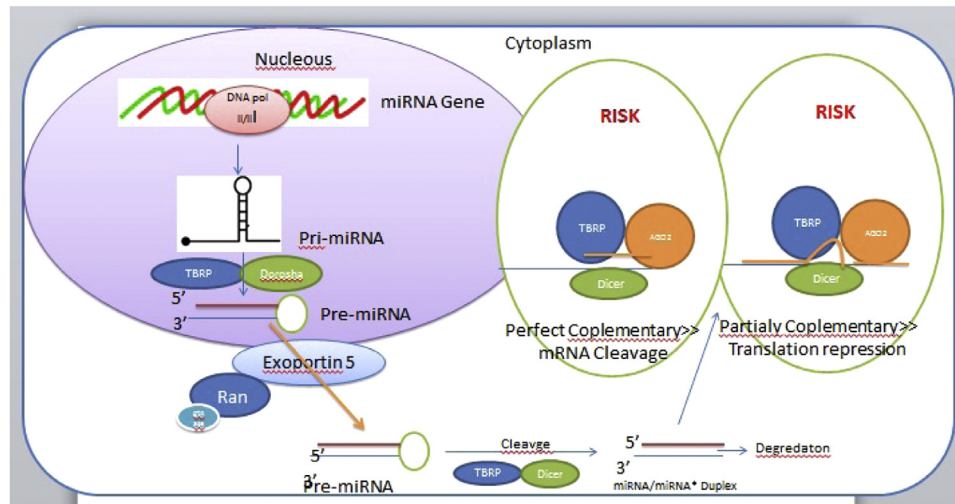 Cytoplasm
Nucleous
DNA pol
II/III
miRNA Gene
Pri-miRNA
TBRP
Dorosha
5’
3’
Pre-miRNA
Exoportin 5
Ran
RISK
TBRP
AGO2
Dicer
Perfect Coplementary>>
mRNA Cleavage
RISK
TBRP
AGO2
Dicer
Partialy Coplementary>>
Translation repression
3’
Pre-miRNA
Cleavge
TBRP
Dicer
5’
3’
miRNA/miRNA* Duplex
Degredaton